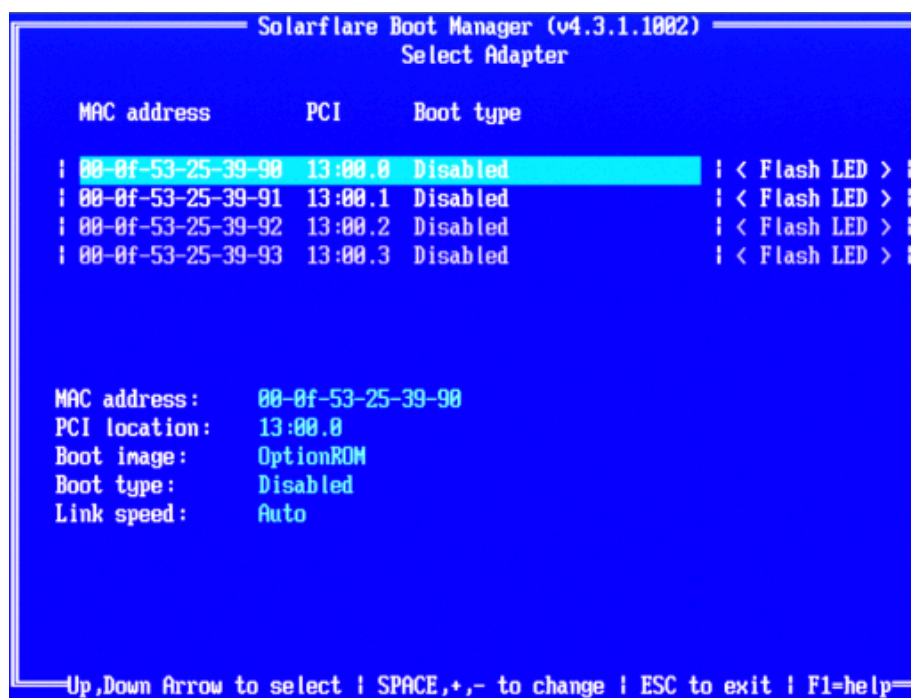 Solarflare Boot Manager (v4.3.1.1002)
Select Adapter
MAC address PCI Boot type
¦ 00-0f-53-25-39-90 13:00.0 Disabled ¦ < Flash LED > ¦
¦ 00-0f-53-25-39-91 13:00.1 Disabled ¦ < Flash LED > ¦
¦ 00-0f-53-25-39-92 13:00.2 Disabled ¦ < Flash LED > ¦
¦ 00-0f-53-25-39-93 13:00.3 Disabled ¦ < Flash LED > ¦
MAC address: 00-0f-53-25-39-90
PCI location: 13:00.0
Boot image: OptionROM
Boot type: Disabled
Link speed: Auto
Up,Down Arrow to select ¦ SPACE,+,- to change ¦ ESC to exit ¦ F1=help